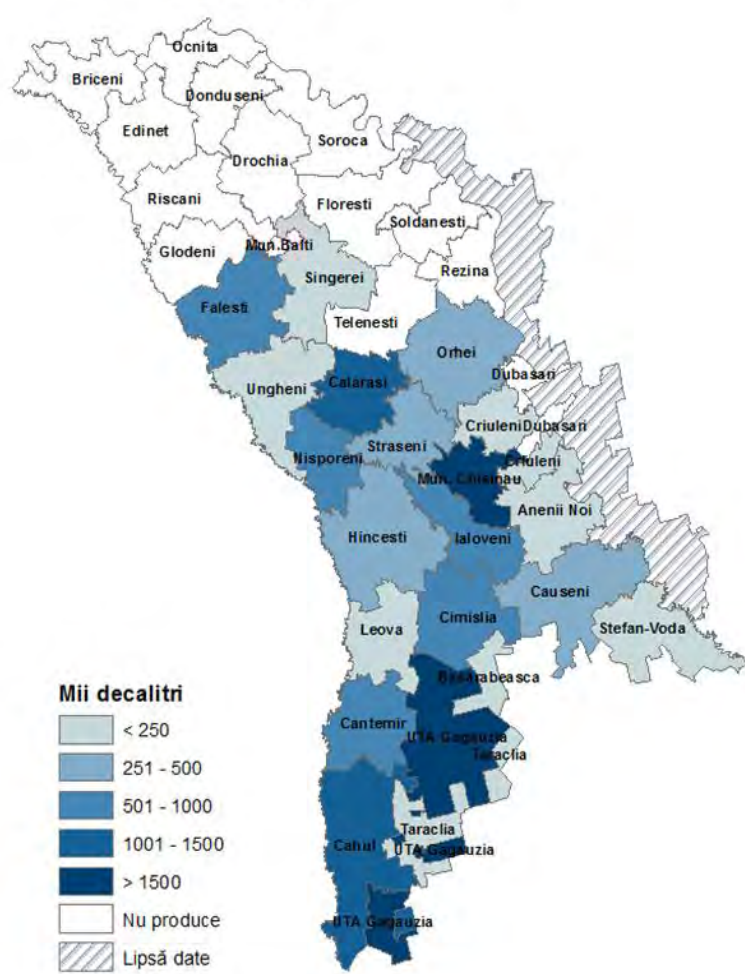 Ocnita
Briceni
Donduseni
Edinet
Soroca
Drochia
Riscani
Floresti
Soldanesti
Glodeni
Mun.Balti
Rezina
Singerei
Falesti
Telenesti
Orhei
Dubasari
Ungheni
Calarasi
Criuleni
Dubasari
Straseni
Nisporeni
Criuleni
Mun. Chisinau
Anenii Noi
Hincesti
Ialoveni
Causeni
Leova
Cimislia
Stefan-Voda
Basarabeasca
Cantemir
UTA Gagauzia
Taraclia
Taraclia
Cahul
UTA Gagauzia
UTA Gagauzia
Mii decalitri
< 250
251 - 500
501 - 1000
1001 - 1500
> 1500
Nu produce
Lipsă date